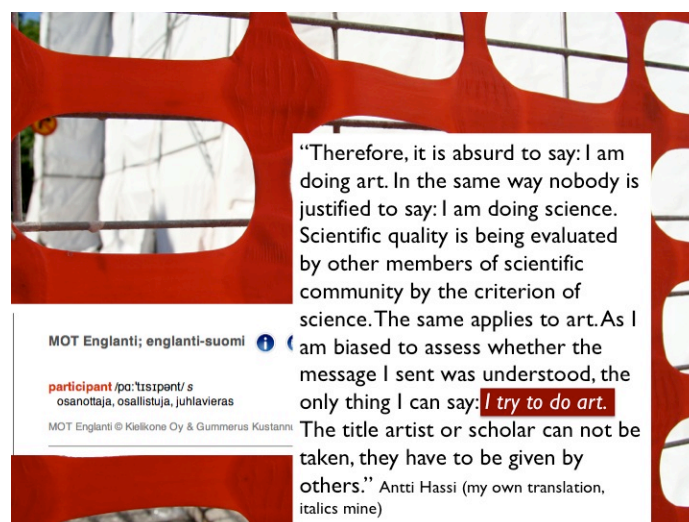 “Therefore, it is absurd to say: I am
doing art. In the same way nobody is
justified to say: I am doing science.
Scientific quality is being evaluated
by other members of scientific
community by the criterion of
science. The same applies to art. As I
am biased to assess whether the
message I sent was understood, the
only thing I can say: I try to do art.
The title artist or scholar can not be
taken, they have to be given by
others.” Antti Hassi (my own translation,
italics mine)
MOT Englanti; englanti-suomi
participant /pɑ:'tɪsɪpənt/ s
osanottaja, osallistuja, juhlavieras
MOT Englanti © Kielikone Oy & Gummerus